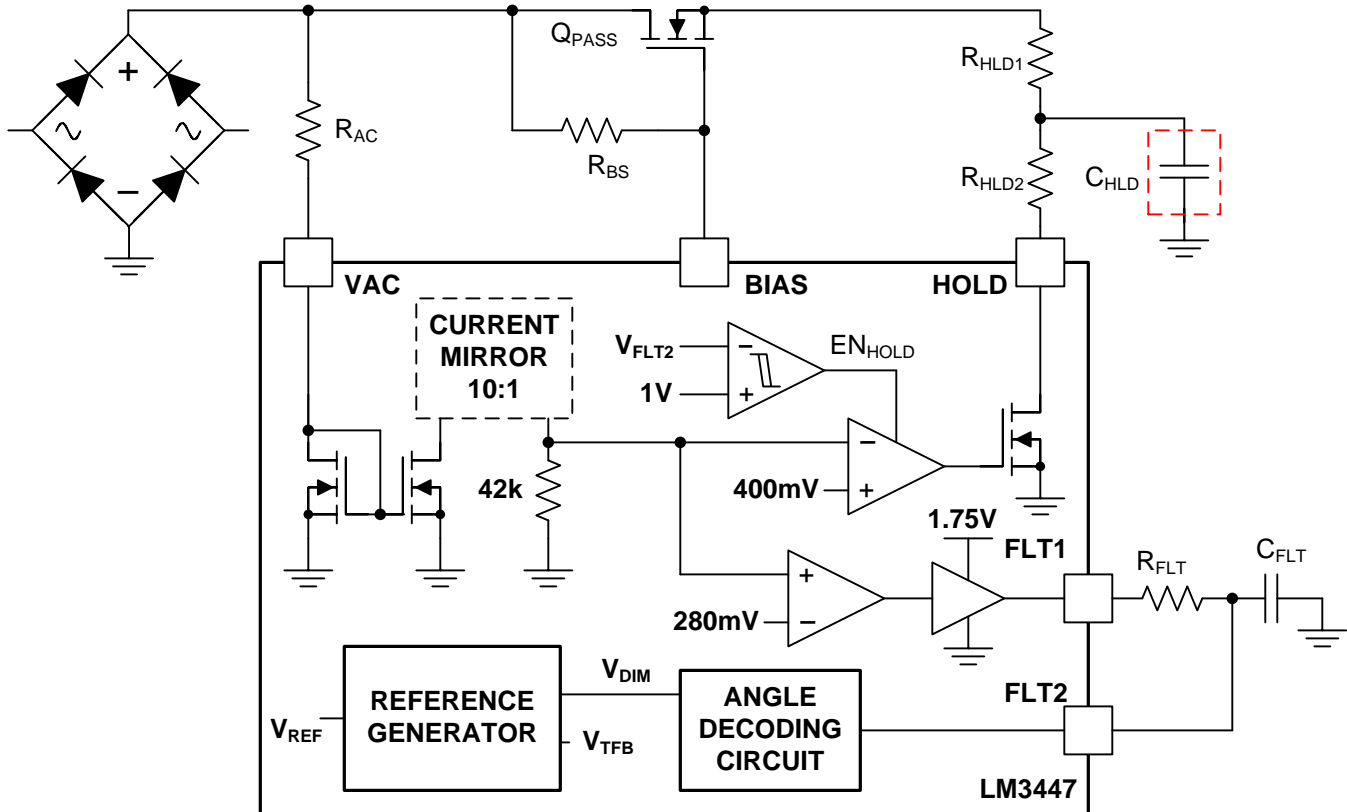 +
−
Q_PASS
R_AC
R_BS
R_HLD1
R_HLD2
C_HLD
VAC
BIAS
HOLD
CURRENT
MIRROR
10:1
V_FLT2
−
1V
+
EN_HOLD
42k
−
400mV
+
1.75V
FLT1
R_FLT
C_FLT
+
280mV
−
V_REF
REFERENCE
GENERATOR
V_DIM
V_TFB
ANGLE
DECODING
CIRCUIT
FLT2
LM3447